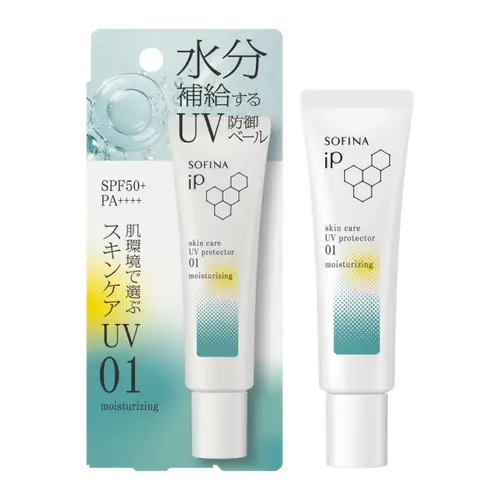 水分
補給する
UV防御
ベール
SPF50+
PA++++
肌環境で選ぶ
スキンケア
UV
01
moisturizing
SOFINA
iP
skin care
UV protector
01
moisturizing
SOFINA
iP
skin care
UV protector
01
moisturizing